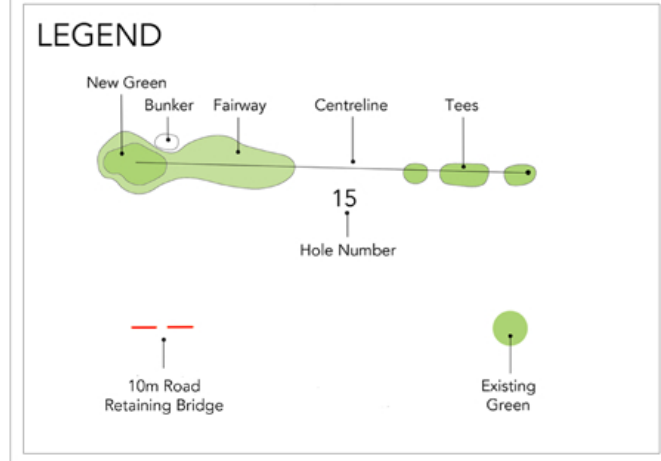 LEGEND
New Green
Bunker
Fairway
Centreline
Tees
15
Hole Number
10m Road
Retaining Bridge
Existing
Green